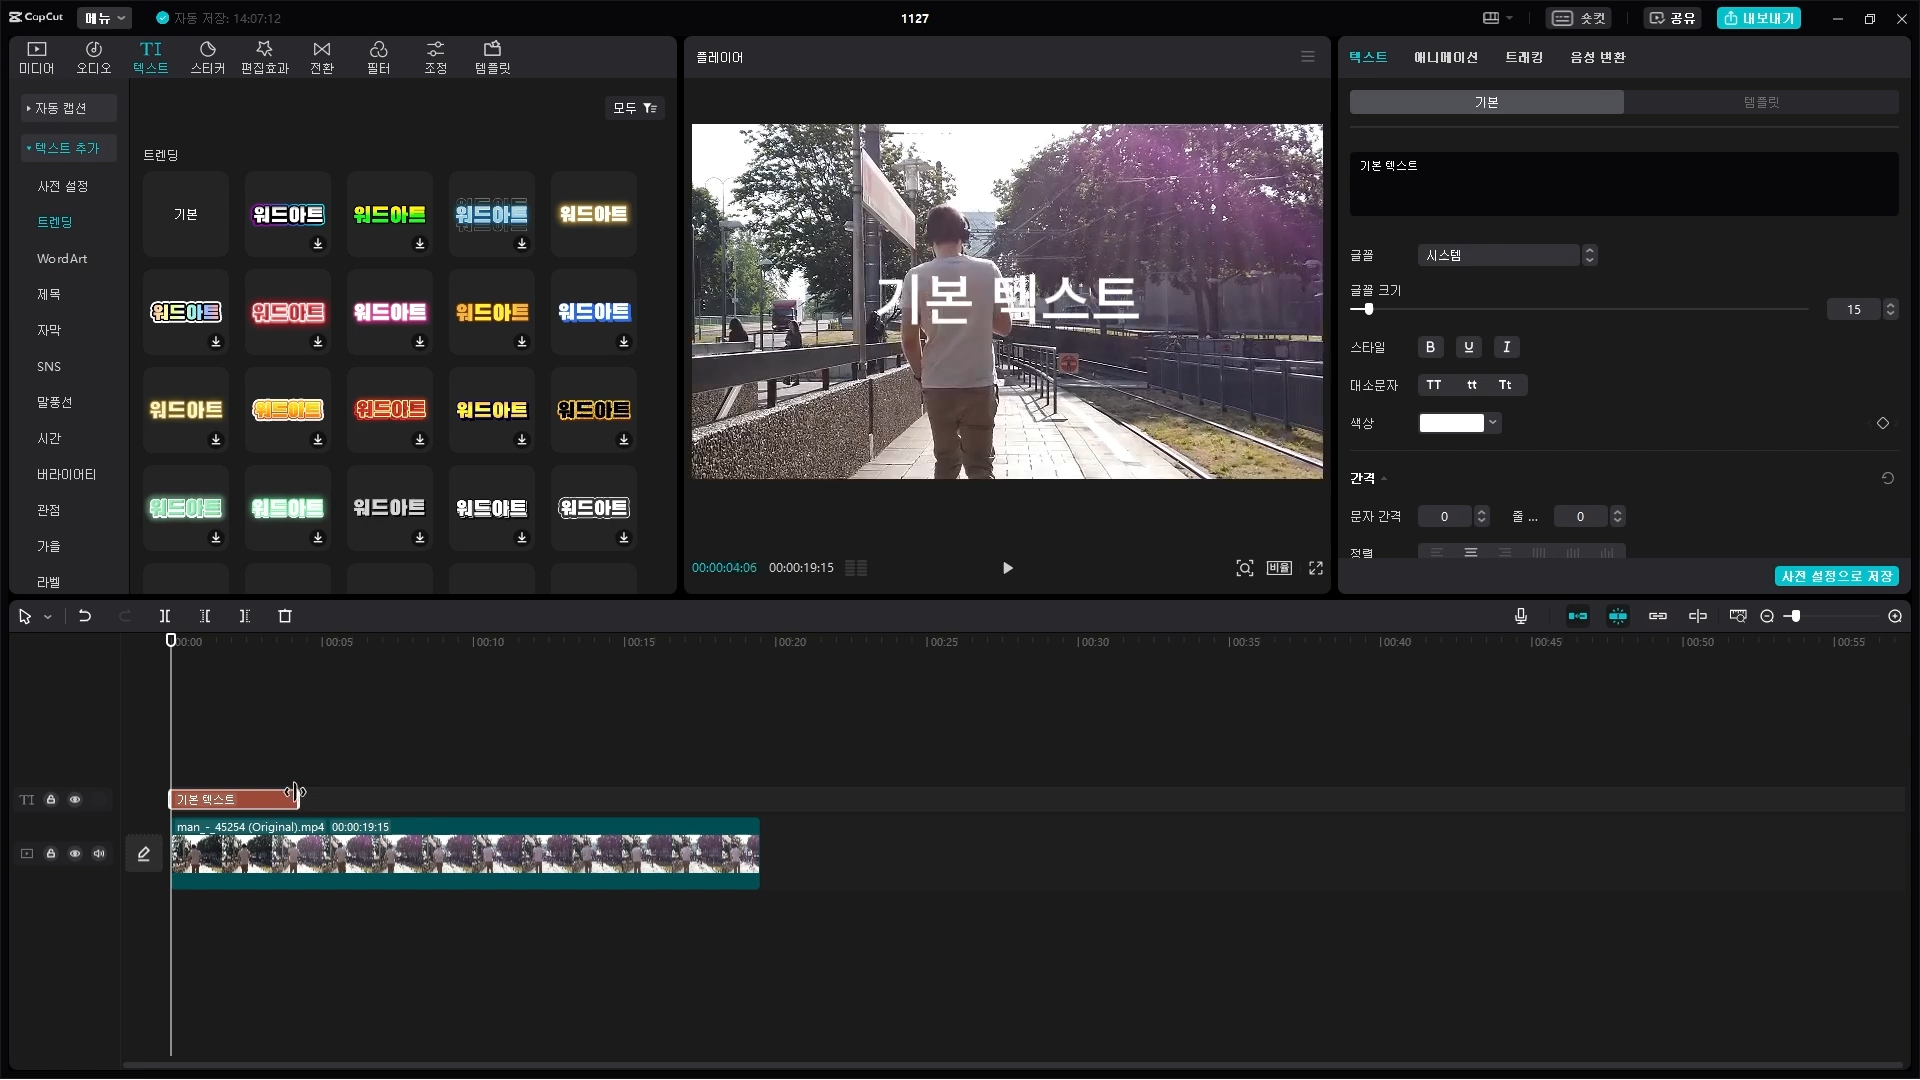 CapCut 메뉴 자동 저장: 14:07:12 1127 숏컷 공유 내보내기
미디어 오디오 TI 텍스트 스티커 편집효과 전환 필터 조정 템플릿
자동 캡션
텍스트 추가
사전 설정
트렌딩
WordArt
제목
자막
SNS
말풍선
시간
버라이어티
관점
가을
라벨
모두
트렌딩
기본 워드아트 워드아트 워드아트 워드아트
워드아트 워드아트 워드아트 워드아트 워드아트
워드아트 워드아트 워드아트 워드아트 워드아트
워드아트 워드아트 워드아트 워드아트 워드아트
플레이어
기본 텍스트
00:00:04:06 00:00:19:15 비율
텍스트 애니메이션 트래킹 음성 변환
기본 템플릿
기본 텍스트
글꼴 시스템
글꼴 크기
15
스타일 B U I
대소문자 TT tt Tt
색상
간격
문자 간격 0 줄 ... 0
정렬
사전 설정으로 저장
00:00 00:05 00:10 00:15 00:20 00:25 00:30 00:35 00:40 00:45 00:50 00:55
TI 기본 텍스트
man_-_45254 (Original).mp4 00:00:19:15